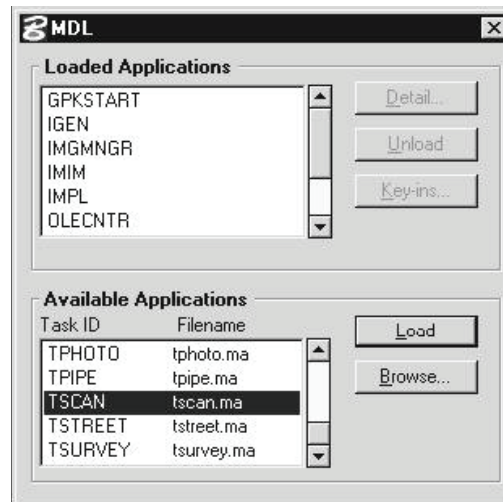 MDL
Loaded Applications
GPKSTART
IGEN
IMGMNGR
IMIM
IMPL
OLECNTR
Detail...
Unload
Key-ins...
Available Applications
Task ID Filename
TPHOTO tphoto.ma
TPIPE tpipe.ma
TSCAN tscan.ma
TSTREET tstreet.ma
TSURVEY tsurvey.ma
Load
Browse...